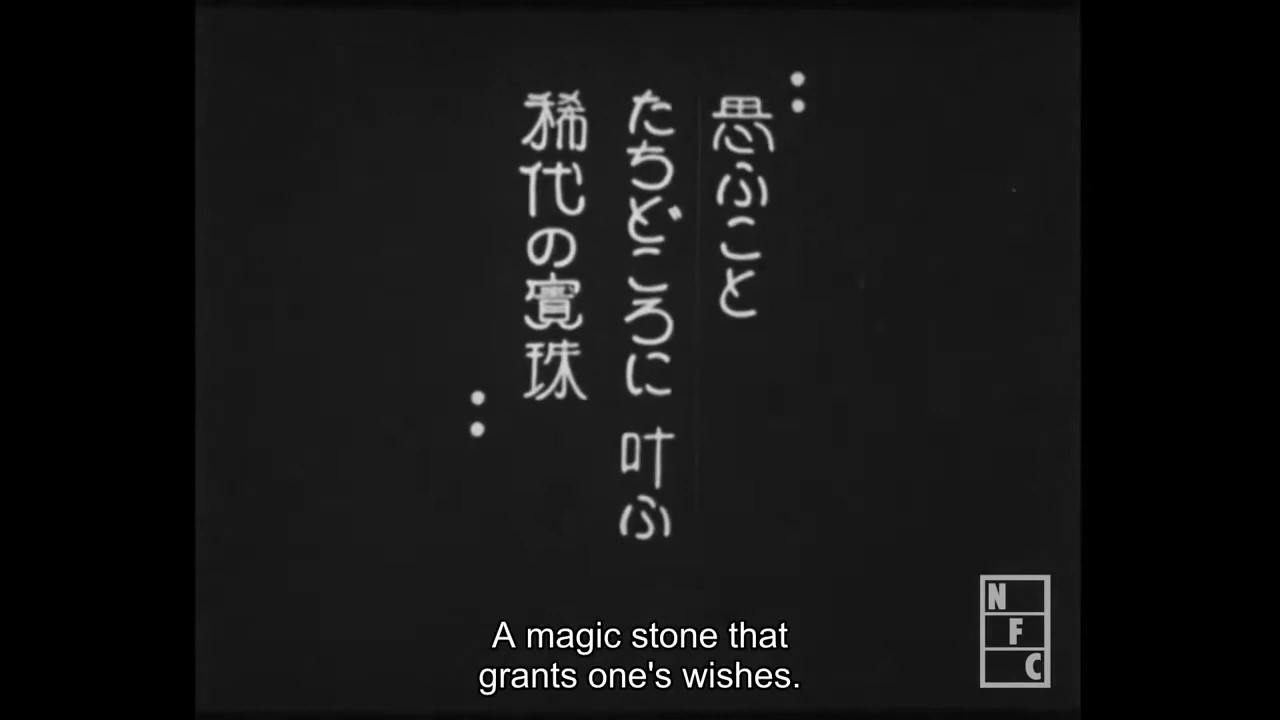 思ふこと
たちどころに 叶ふ
稀代の寳珠
A magic stone that
grants one's wishes.
N
F
C